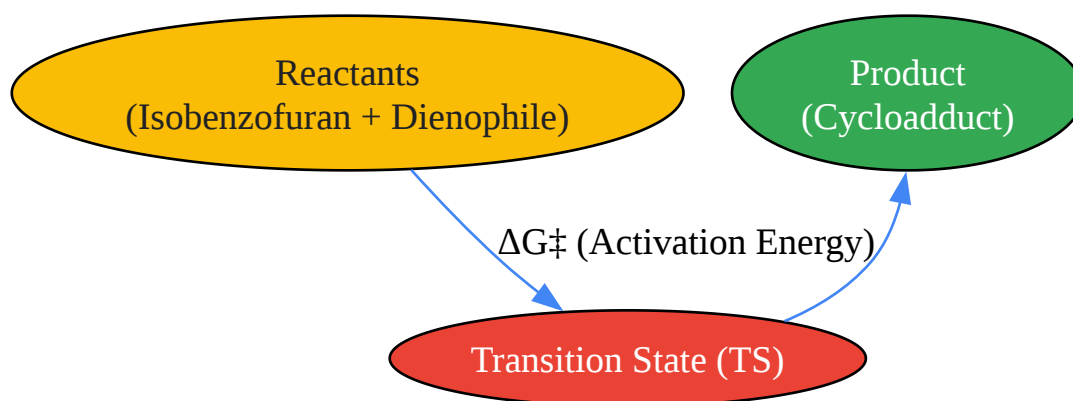 Reactants
(Isobenzofuran + Dienophile)
Product
(Cycloadduct)
ΔG‡ (Activation Energy)
Transition State (TS)